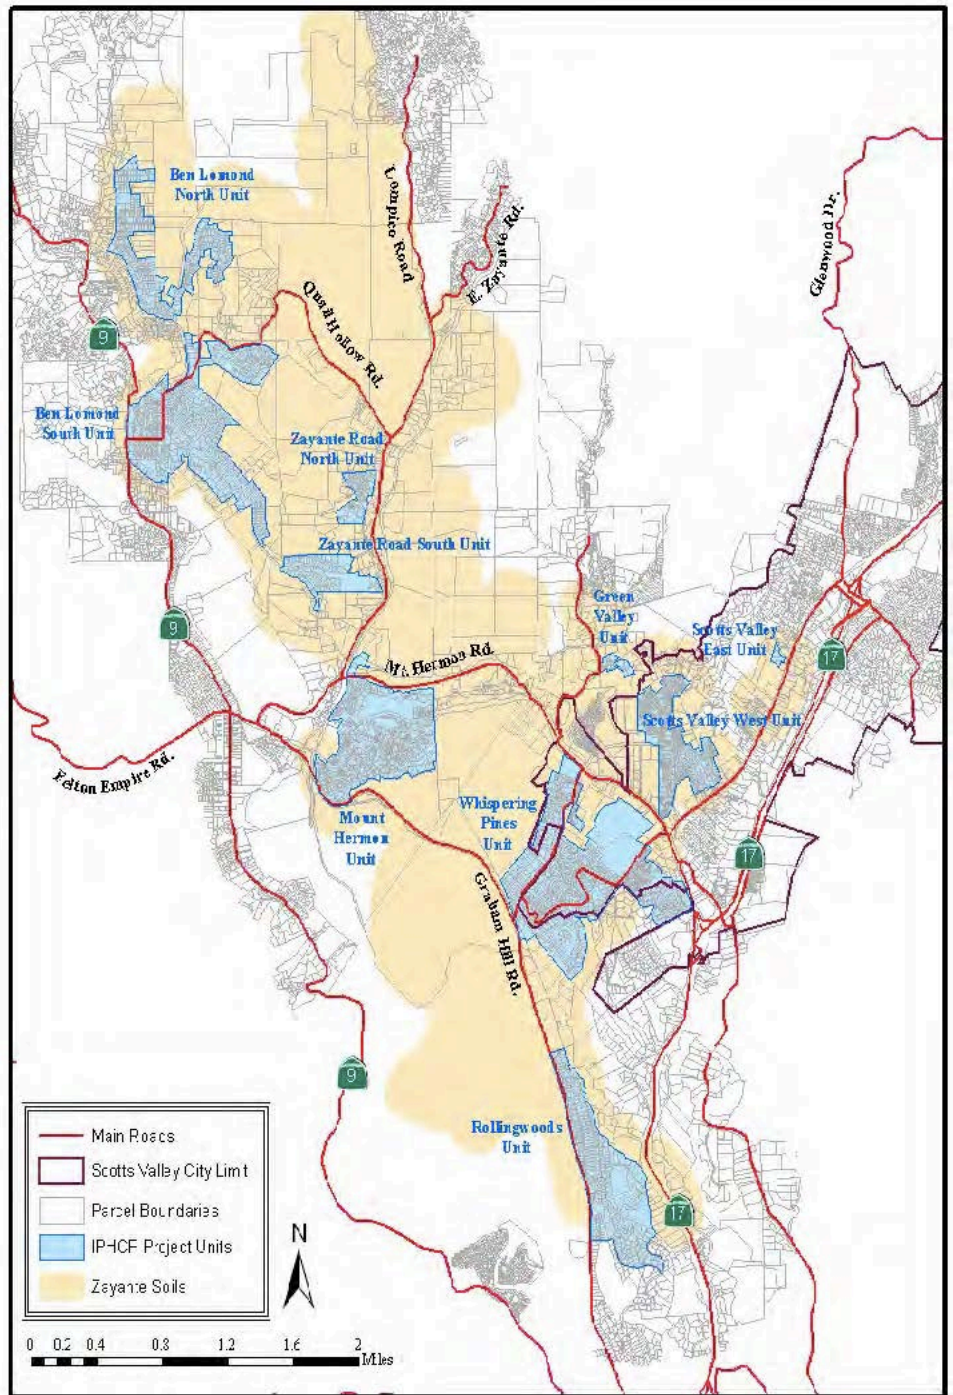 Ben Lomond
North Unit
Lompico Road
E. Zayante Rd.
Glenwood Dr.
Quail Hollow Rd.
9
Ben Lomond
South Unit
Zayante Road
North Unit
Zayante Road South Unit
Green
Valley
Unit
Scotts Valley
East Unit
9
17
Mt. Hermon Rd.
Scotts Valley West Unit
Felton Empire Rd.
Whispering
Pines
Unit
Mount
Hermon
Unit
17
Graham Hill Rd.
9
Rollingwoods
Unit
17
Main Roads
Scotts Valley City Limit
Parcel Boundaries
IPHCP Project Units
Zayante Soils
N
0 0.2 0.4 0.8 1.2 1.6 2
Miles